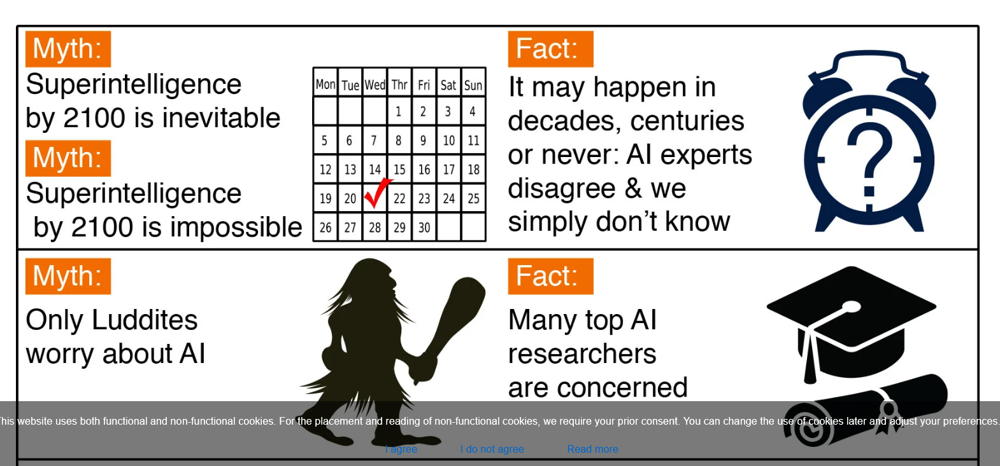 Myth:
Superintelligence
by 2100 is inevitable
Myth:
Superintelligence
by 2100 is impossible
Mon Tue Wed Thr Fri Sat Sun
1 2 3 4
5 6 7 8 9 10 11
12 13 14 15 16 17 18
19 20 22 23 24 25
26 27 28 29 30
Fact:
It may happen in
decades, centuries
or never: AI experts
disagree & we
simply don't know
?
Myth:
Only Luddites
worry about AI
Fact:
Many top AI
researchers
are concerned
This website uses both functional and non-functional cookies. For the placement and reading of non-functional cookies, we require your prior consent. You can change the use of cookies later and adjust your preferences.
I agree I do not agree Read more